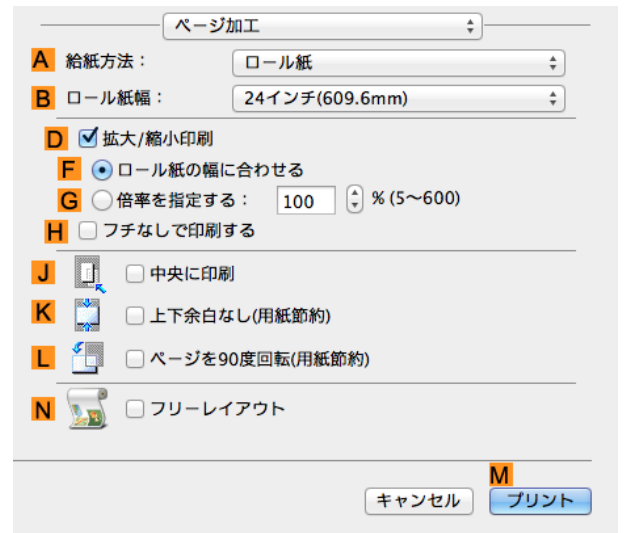 ページ加工
A 給紙方法： ロール紙
B ロール紙幅： 24インチ(609.6mm)
D 拡大/縮小印刷
F ロール紙の幅に合わせる
G 倍率を指定する： 100 % (5～600)
H フチなしで印刷する
J 中央に印刷
K 上下余白なし(用紙節約)
L ページを90度回転(用紙節約)
N フリーレイアウト
M
キャンセル プリント